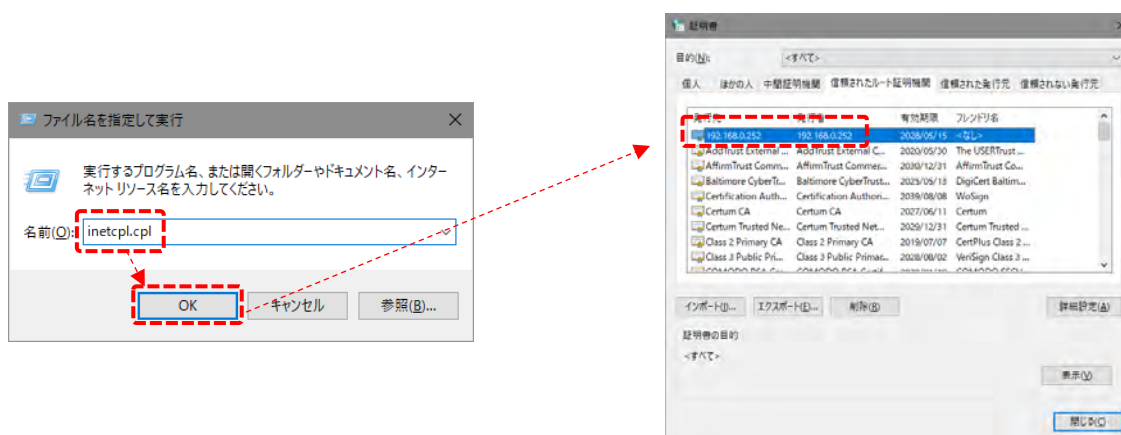 ファイル名を指定して実行
実行するプログラム名、または開くフォルダーやドキュメント名、インター
ネット リソース名を入力してください。
名前(O):
inetcpl.cpl
OK
キャンセル
参照(B)...
証明書
目的(N):
<すべて>
個人 ほかの人 中間証明機関 信頼されたルート証明機関 信頼された発行元 信頼されない発行元
発行先 発行者 有効期限 フレンドリ名
192.168.0.252 192.168.0.252 2028/05/15 <なし>
AddTrust External ... AddTrust External C... 2020/05/30 The USERTrust ...
AffirmTrust Comm... AffirmTrust Commer... 2030/12/31 AffirmTrust Co...
Baltimore CyberTr... Baltimore CyberTrust... 2025/05/13 DigiCert Baltim...
Certification Auth... Certification Authori... 2039/08/08 WoSign
Certum CA Certum CA 2027/06/11 Certum
Certum Trusted Ne... Certum Trusted Net... 2029/12/31 Certum Trusted ...
Class 2 Primary CA Class 2 Primary CA 2019/07/07 CertPlus Class 2 ...
Class 3 Public Pri... Class 3 Public Primar... 2028/08/02 VeriSign Class 3 ...
インポート(I)... エクスポート(E)... 削除(R) 詳細設定(A)
証明書の目的
<すべて>
表示(V)
閉じる(C)